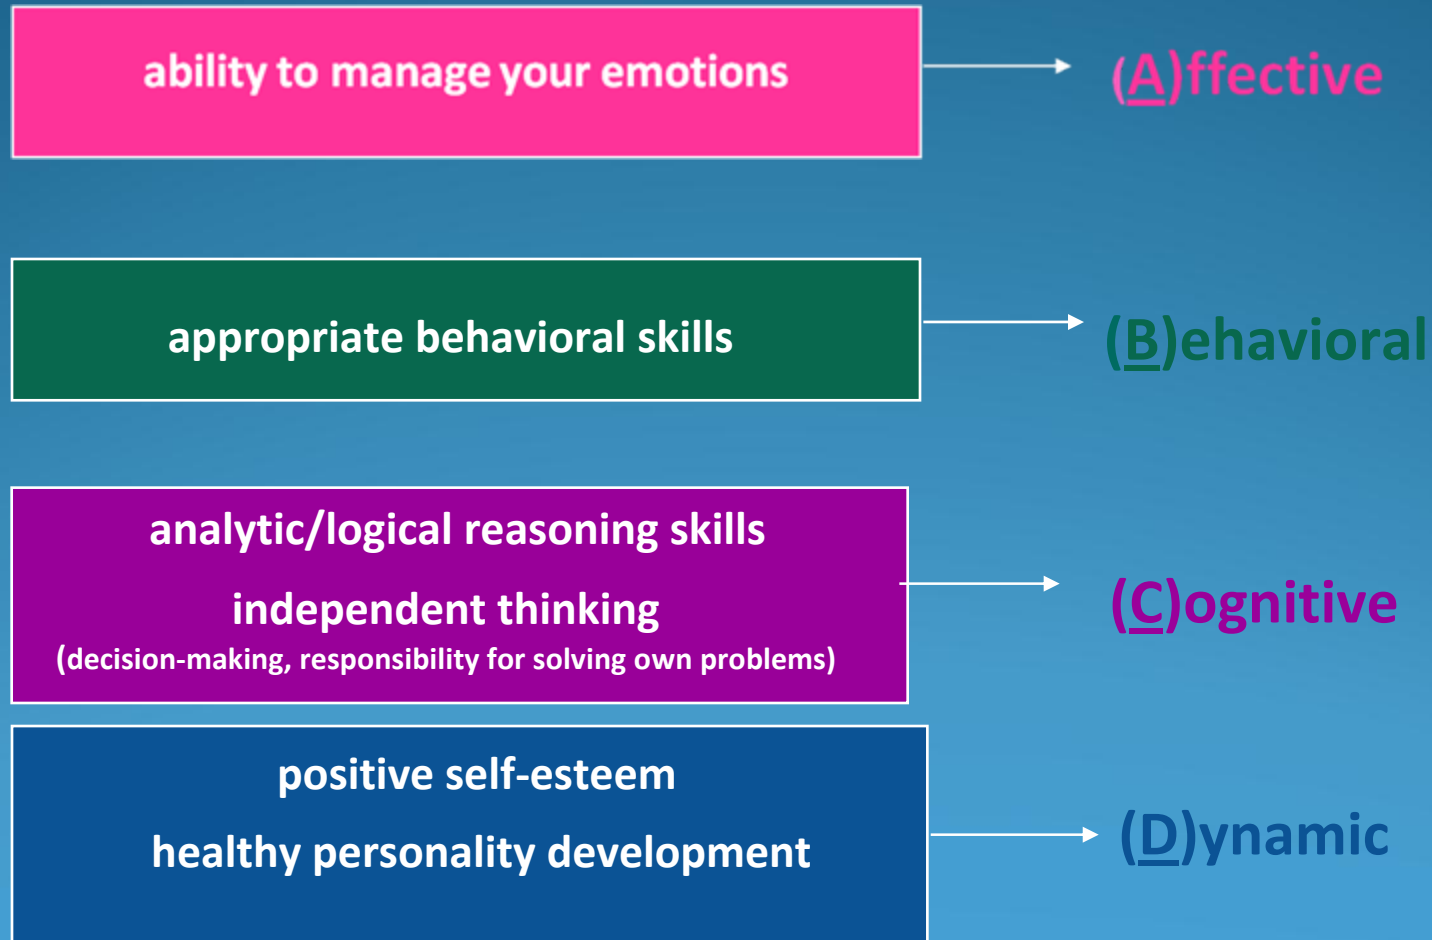 ability to manage your emotions
(A)ffective
appropriate behavioral skills
(B)ehavioral
analytic/logical reasoning skills
independent thinking
(decision-making, responsibility for solving own problems)
(C)ognitive
positive self-esteem
healthy personality development
(D)ynamic